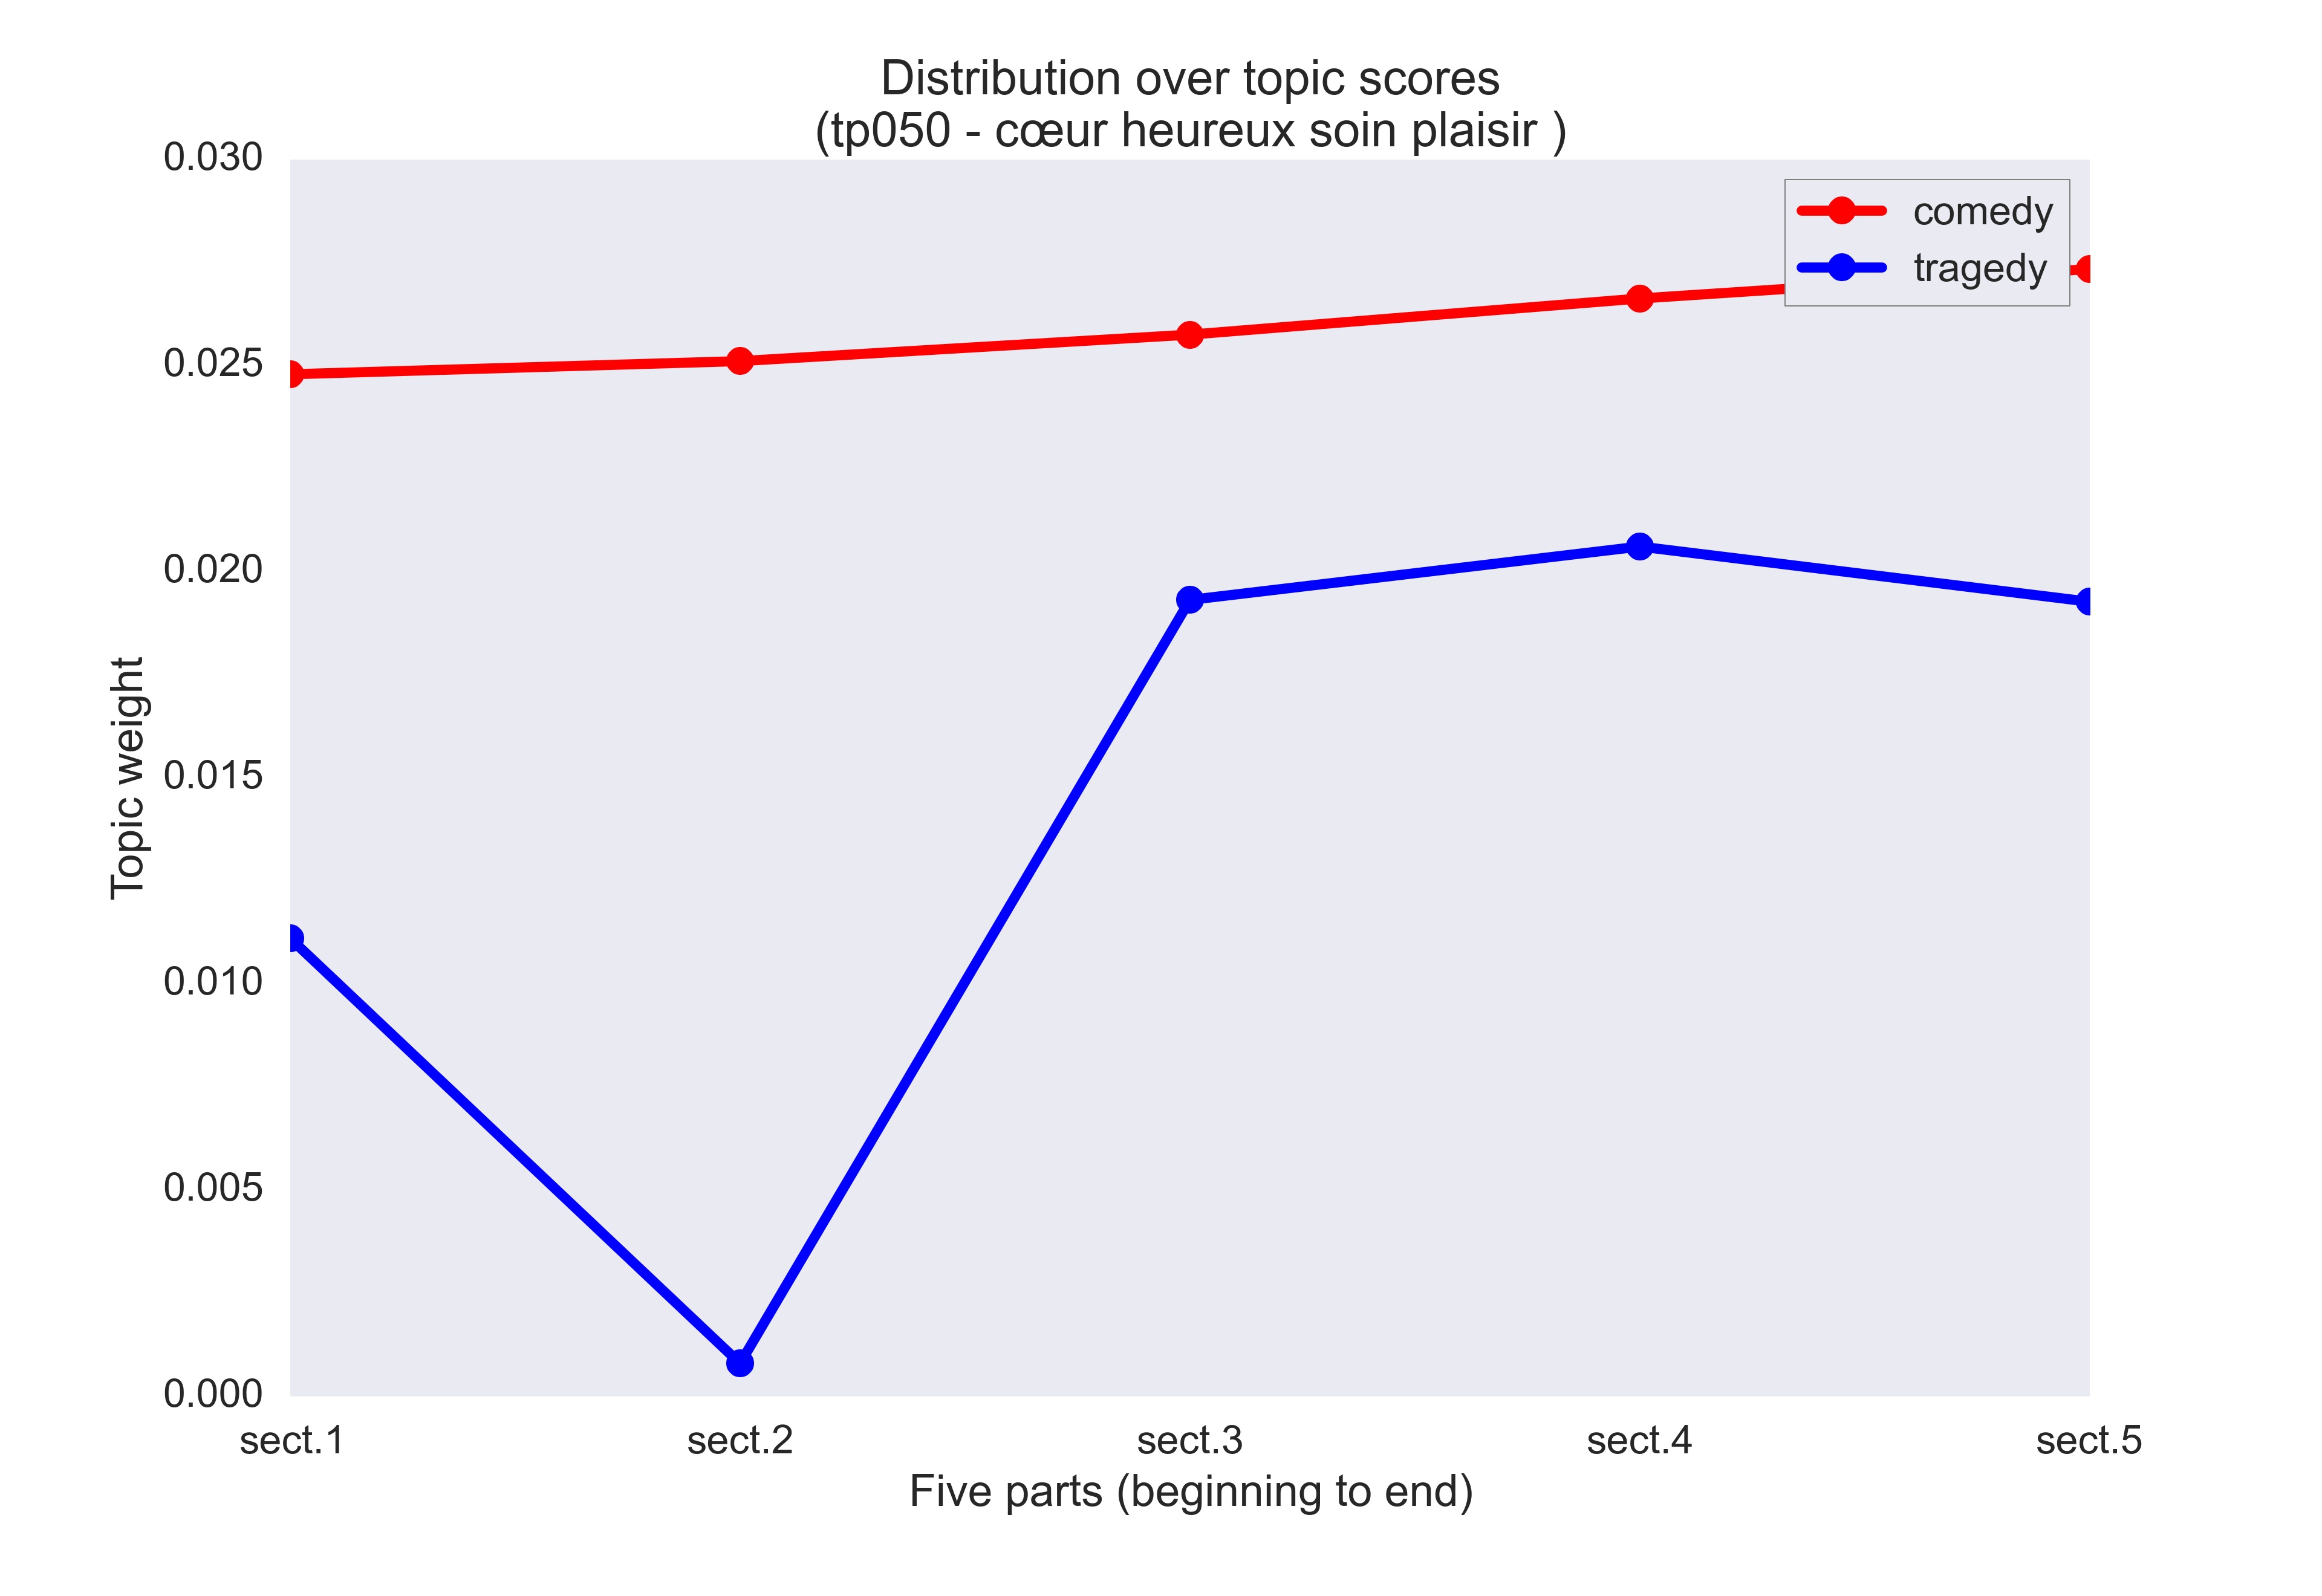 Distribution over topic scores
(tp050 - cœur heureux soin plaisir )
0.030
0.025
0.020
0.015
0.010
0.005
0.000
Topic weight
comedy
tragedy
sect.1
sect.2
sect.3
sect.4
sect.5
Five parts (beginning to end)